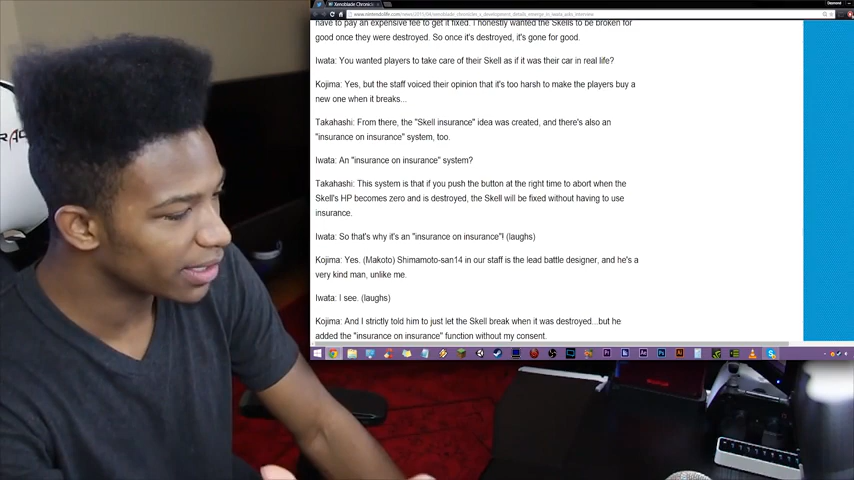 Xenoblade Chronicles
www.nintendolife.com/news/2015/04/xenoblade_chronicles_x_development_details_emerge_in_iwata_asks_interview
have to pay an expensive fee to get it fixed. I honestly wanted the Skells to be broken for
good once they were destroyed. So once it's destroyed, it's gone for good.
Iwata: You wanted players to take care of their Skell as if it was their car in real life?
Kojima: Yes, but the staff voiced their opinion that it's too harsh to make the players buy a
new one when it breaks...
Takahashi: From there, the "Skell insurance" idea was created, and there's also an
"insurance on insurance" system, too.
Iwata: An "insurance on insurance" system?
Takahashi: This system is that if you push the button at the right time to abort when the
Skell's HP becomes zero and is destroyed, the Skell will be fixed without having to use
insurance.
Iwata: So that's why it's an "insurance on insurance"! (laughs)
Kojima: Yes. (Makoto) Shimamoto-san14 in our staff is the lead battle designer, and he's a
very kind man, unlike me.
Iwata: I see. (laughs)
Kojima: And I strictly told him to just let the Skell break when it was destroyed...but he
added the "insurance on insurance" function without my consent.